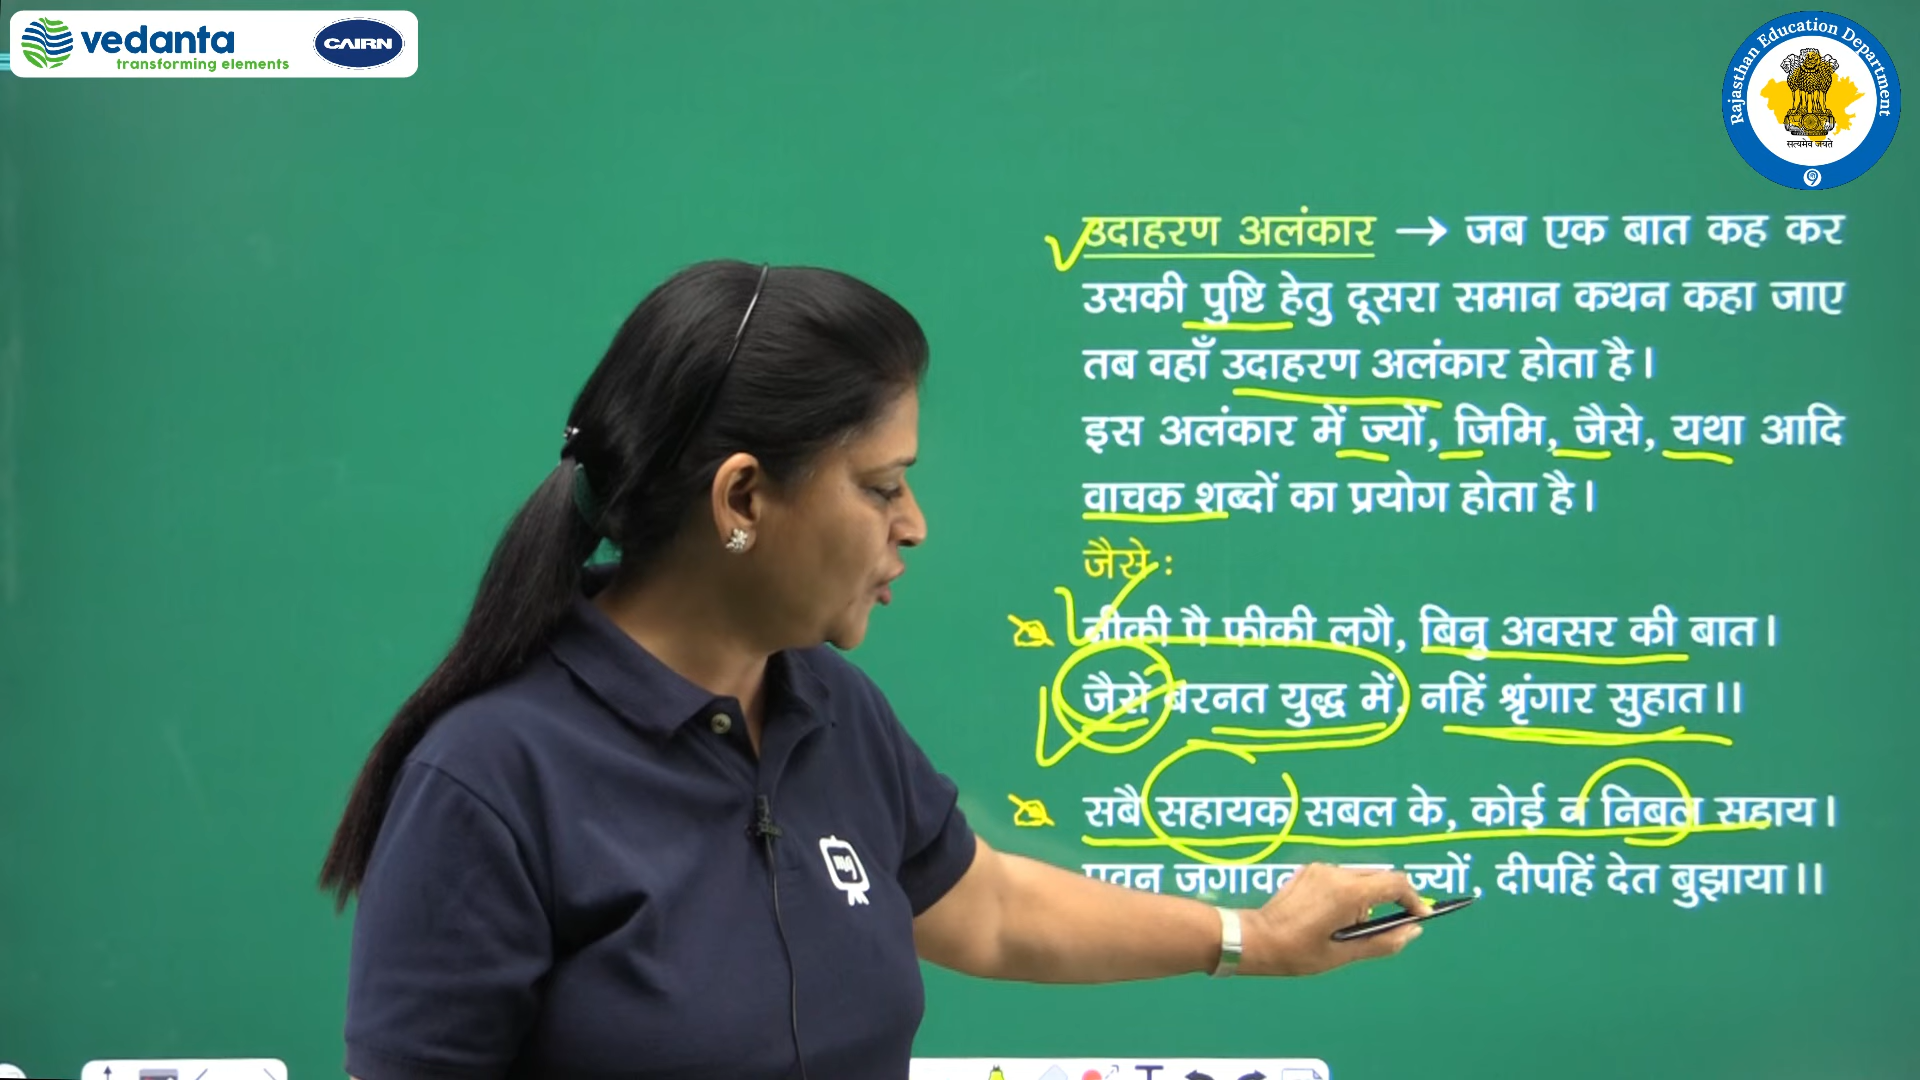 vedanta
transforming elements
CAIRN
Rajasthan Education Department
सत्यमेव जयते
उदाहरण अलंकार → जब एक बात कह कर
उसकी पुष्टि हेतु दूसरा समान कथन कहा जाए
तब वहाँ उदाहरण अलंकार होता है।
इस अलंकार में ज्यों, जिमि, जैसे, यथा आदि
वाचक शब्दों का प्रयोग होता है।
जैसे :
नीकी पै फीकी लगै, बिनु अवसर की बात।
जैसे बरनत युद्ध में, नहिं श्रृंगार सुहात।।
सबै सहायक सबल के, कोई न निबल सहाय।
पवन जगावत ज्यों, दीपहिं देत बुझाया।।